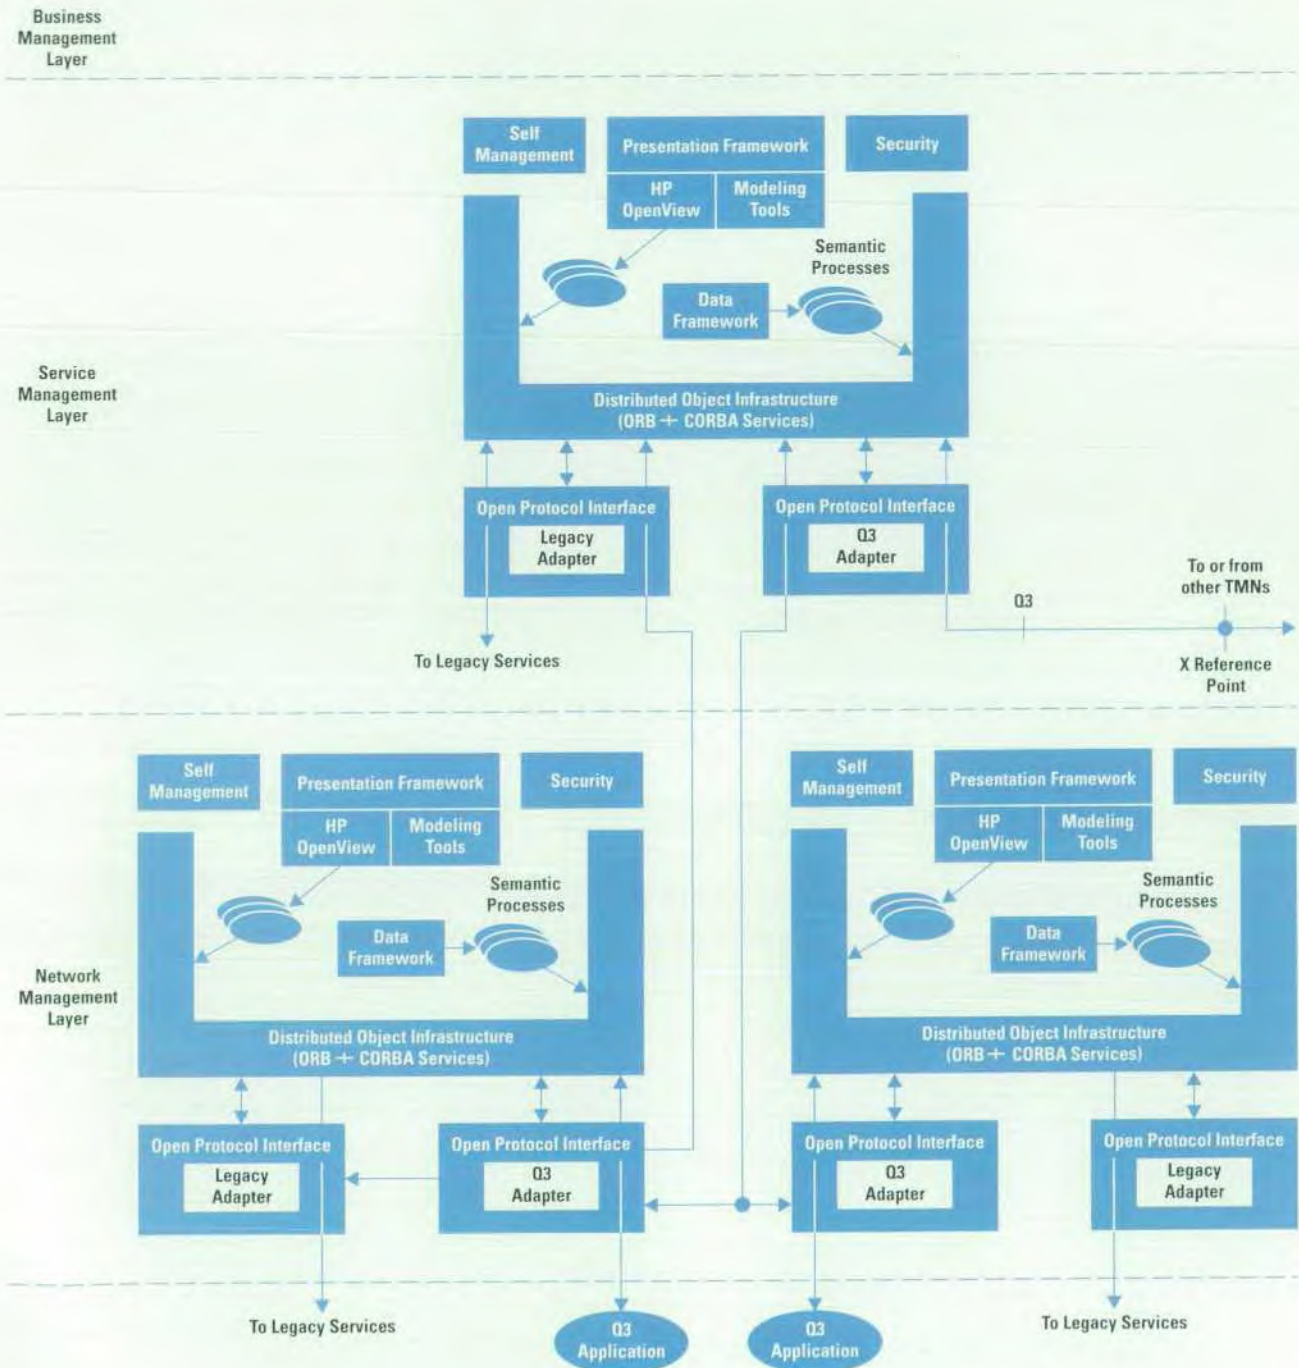 Business
Management
Layer
Self
Management
Presentation Framework
Security
HP
OpenView
Modeling
Tools
Semantic
Processes
Data
Framework
Service
Management
Layer
Distributed Object Infrastructure
(ORB + CORBA Services)
Open Protocol Interface
Legacy
Adapter
Open Protocol Interface
Q3
Adapter
To or from
other TMNs
Q3
To Legacy Services
X Reference
Point
Self
Management
Presentation Framework
Security
HP
OpenView
Modeling
Tools
Semantic
Processes
Data
Framework
Self
Management
Presentation Framework
Security
HP
OpenView
Modeling
Tools
Semantic
Processes
Data
Framework
Network
Management
Layer
Distributed Object Infrastructure
(ORB + CORBA Services)
Distributed Object Infrastructure
(ORB + CORBA Services)
Open Protocol Interface
Legacy
Adapter
Open Protocol Interface
Q3
Adapter
Open Protocol Interface
Q3
Adapter
Open Protocol Interface
Legacy
Adapter
To Legacy Services
Q3
Application
Q3
Application
To Legacy Services